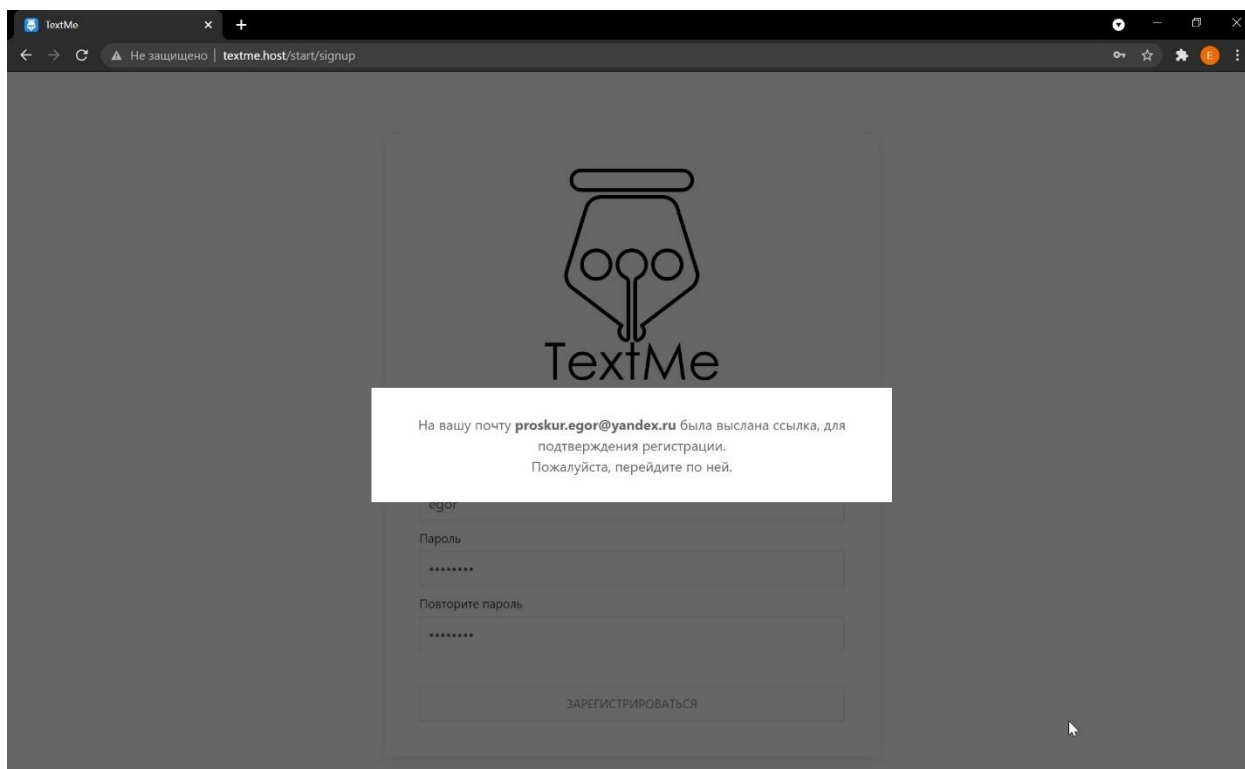 TextMe
Не защищено | textme.host/start/signup
E
TextMe
На вашу почту proskur.egor@yandex.ru была выслана ссылка, для
подтверждения регистрации.
Пожалуйста, перейдите по ней.
egor
Пароль
••••••••
Повторите пароль
••••••••
ЗАРЕГИСТРИРОВАТЬСЯ